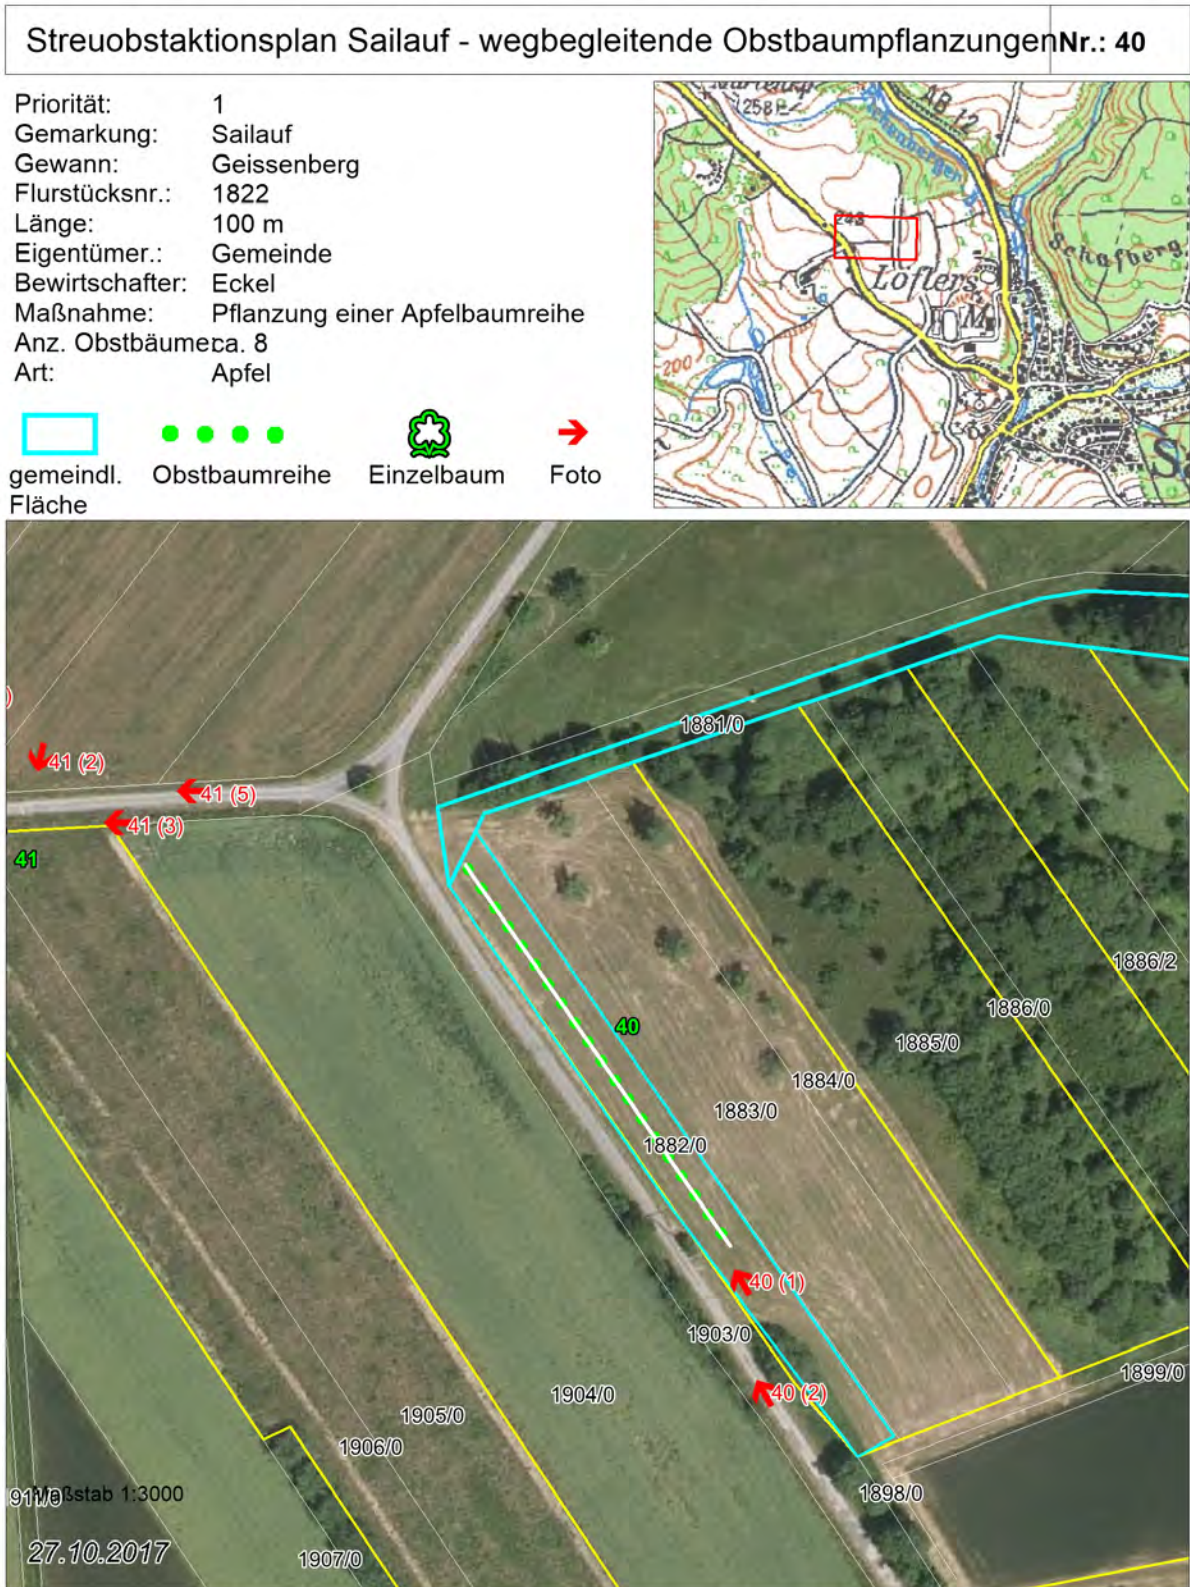 Streuobstaktionsplan Sailauf - wegbegleitende Obstbaumpflanzungen Nr.: 40
Priorität: 1
Gemarkung: Sailauf
Gewann: Geissenberg
Flurstücksnr.: 1822
Länge: 100 m
Eigentümer.: Gemeinde
Bewirtschafter: Eckel
Maßnahme: Pflanzung einer Apfelbaumreihe
Anz. Obstbäume: ca. 8
Art: Apfel
gemeindl. Fläche
Obstbaumreihe
Einzelbaum
Foto
258
AB 12
243
Löflers
M
Schafberg
200
1881/0
41 (2)
41 (5)
41 (3)
41
1886/2
1886/0
40
1885/0
1884/0
1883/0
1882/0
40 (1)
1903/0
1899/0
40 (2)
1904/0
1905/0
1906/0
Maßstab 1:3000
1898/0
27.10.2017
1907/0